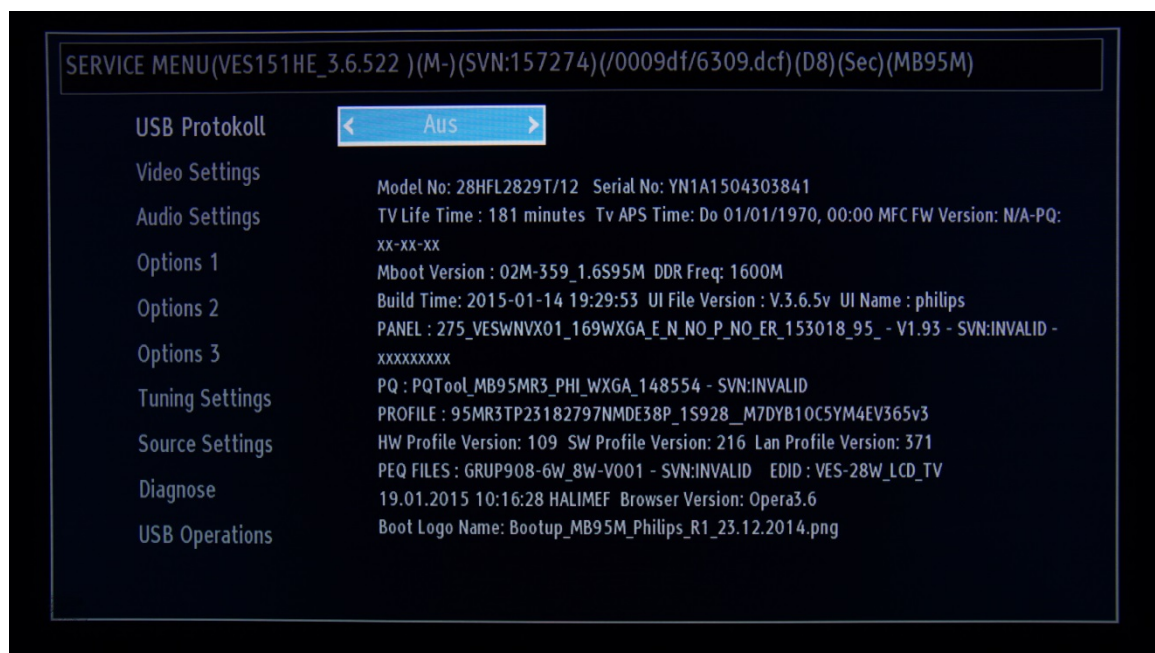 SERVICE MENU(VES151HE_3.6.522 )(M-)(SVN:157274)(/0009df/6309.dcf)(D8)(Sec)(MB95M)
USB Protokoll
< Aus >
Video Settings
Audio Settings
Options 1
Options 2
Options 3
Tuning Settings
Source Settings
Diagnose
USB Operations
Model No: 28HFL2829T/12 Serial No: YN1A1504303841
TV Life Time : 181 minutes Tv APS Time: Do 01/01/1970, 00:00 MFC FW Version: N/A-PQ:
xx-xx-xx
Mboot Version : 02M-359_1.6S95M DDR Freq: 1600M
Build Time: 2015-01-14 19:29:53 UI File Version : V.3.6.5v UI Name : philips
PANEL : 275_VESWNVX01_169WXGA_E_N_NO_P_NO_ER_153018_95_ - V1.93 - SVN:INVALID -
xxxxxxxxx
PQ : PQTool_MB95MR3_PHI_WXGA_148554 - SVN:INVALID
PROFILE : 95MR3TP23182797NMDE38P_1S928__M7DYB10C5YM4EV365v3
HW Profile Version: 109 SW Profile Version: 216 Lan Profile Version: 371
PEQ FILES : GRUP908-6W_8W-V001 - SVN:INVALID EDID : VES-28W_LCD_TV
19.01.2015 10:16:28 HALIMEF Browser Version: Opera3.6
Boot Logo Name: Bootup_MB95M_Philips_R1_23.12.2014.png